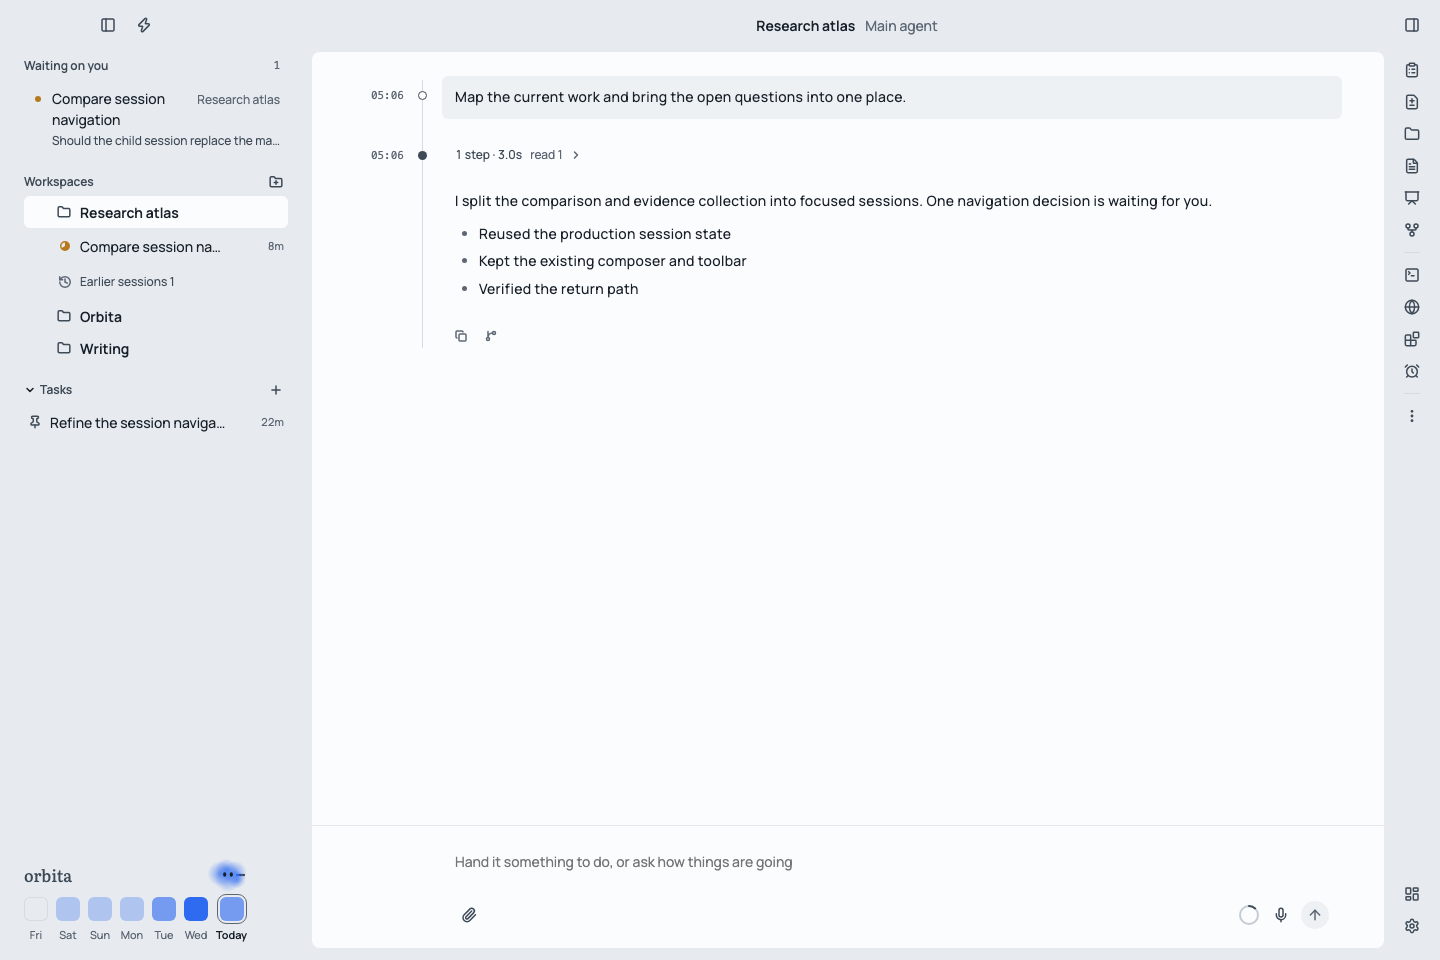 Research atlas Main agent
Waiting on you 1
Compare session navigation Research atlas
Should the child session replace the ma…
Workspaces
Research atlas
Compare session na… 8m
Earlier sessions 1
Orbita
Writing
Tasks
Refine the session naviga… 22m
orbita
Fri Sat Sun Mon Tue Wed Today
05:06 Map the current work and bring the open questions into one place.
05:06 1 step · 3.0s read 1
I split the comparison and evidence collection into focused sessions. One navigation decision is waiting for you.
Reused the production session state
Kept the existing composer and toolbar
Verified the return path
Hand it something to do, or ask how things are going